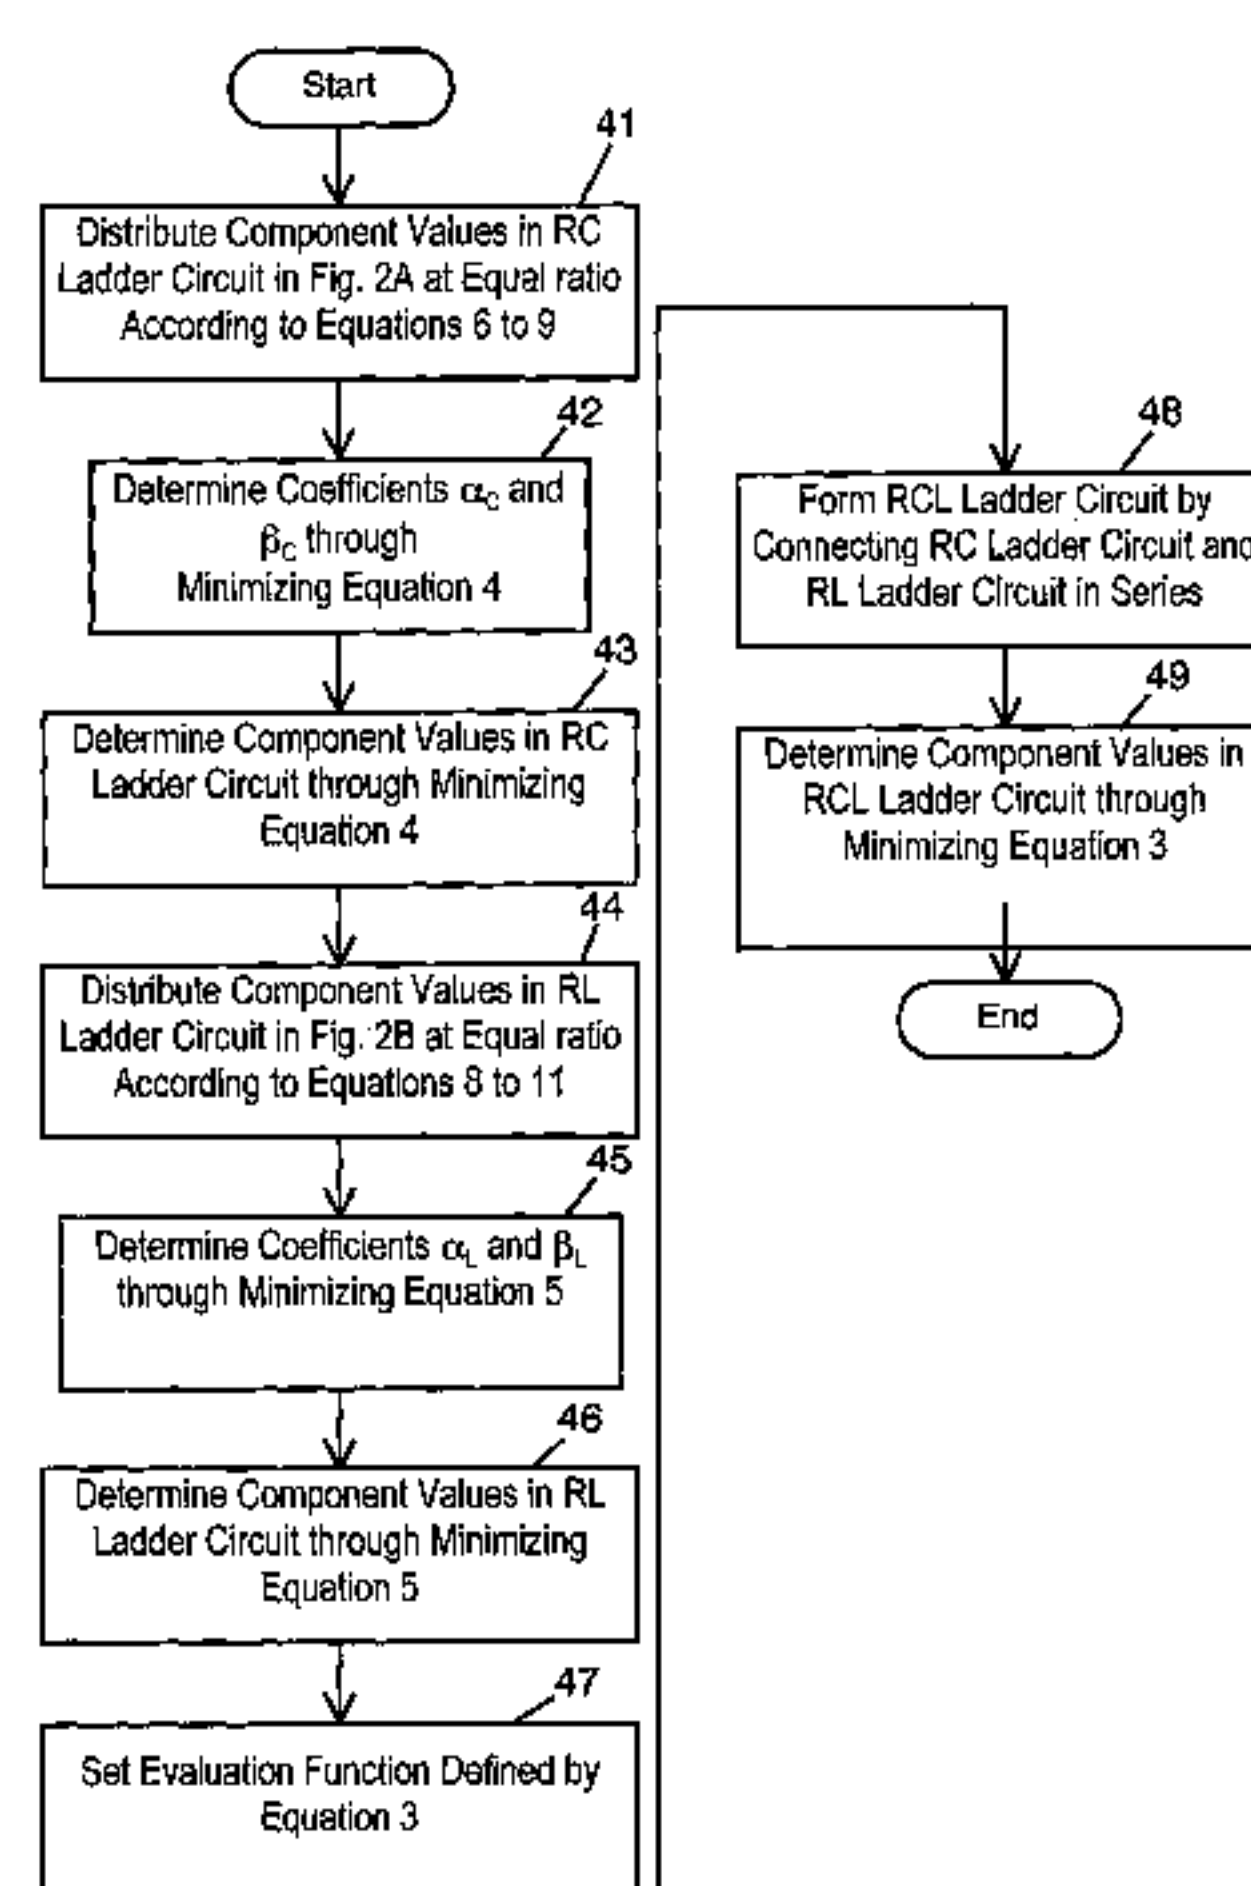 Start
41
Distribute Component Values in RC
Ladder Circuit in Fig. 2A at Equal ratio
According to Equations 6 to 9
42
Determine Coefficients αC and
βC through
Minimizing Equation 4
43
Determine Component Values in RC
Ladder Circuit through Minimizing
Equation 4
44
Distribute Component Values in RL
Ladder Circuit in Fig. 2B at Equal ratio
According to Equations 8 to 11
45
Determine Coefficients αL and βL
through Minimizing Equation 5
46
Determine Component Values in RL
Ladder Circuit through Minimizing
Equation 5
47
Set Evaluation Function Defined by
Equation 3
48
Form RCL Ladder Circuit by
Connecting RC Ladder Circuit and
RL Ladder Circuit in Series
49
Determine Component Values in
RCL Ladder Circuit through
Minimizing Equation 3
End